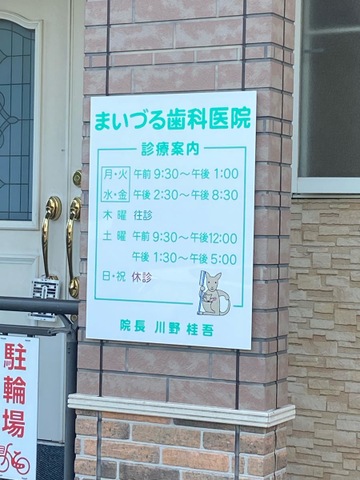 まいづる歯科医院
診療案内
月・火 午前 9:30〜午後 1:00
水・金 午後 2:30〜午後 8:30
木曜 往診
土曜 午前 9:30〜午後12:00
午後 1:30〜午後 5:00
日・祝 休診
院長 川野 桂吾
駐輪場